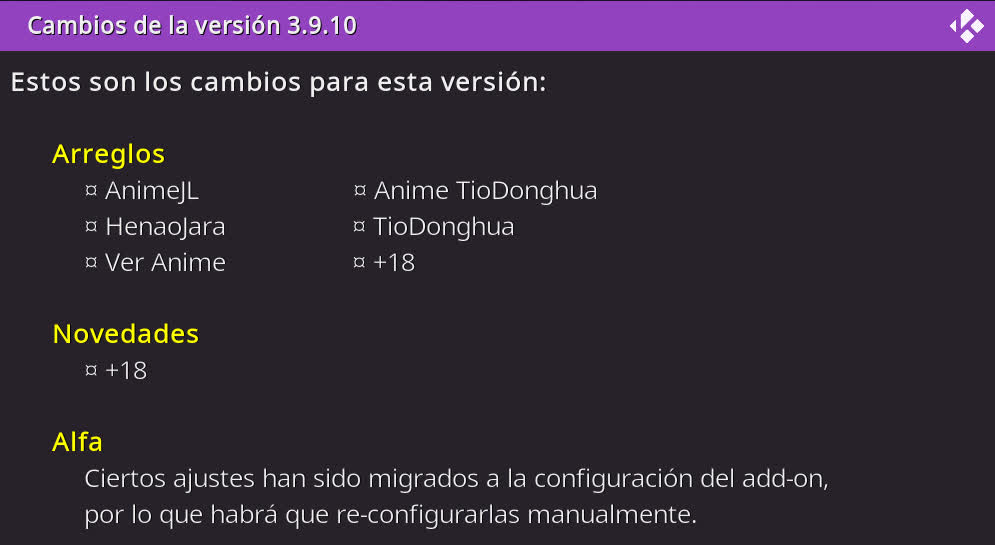 Cambios de la versión 3.9.10
Estos son los cambios para esta versión:
Arreglos
¤ AnimeJL ¤ Anime TioDonghua
¤ HenaoJara ¤ TioDonghua
¤ Ver Anime ¤ +18
Novedades
¤ +18
Alfa
Ciertos ajustes han sido migrados a la configuración del add-on,
por lo que habrá que re-configurarlas manualmente.